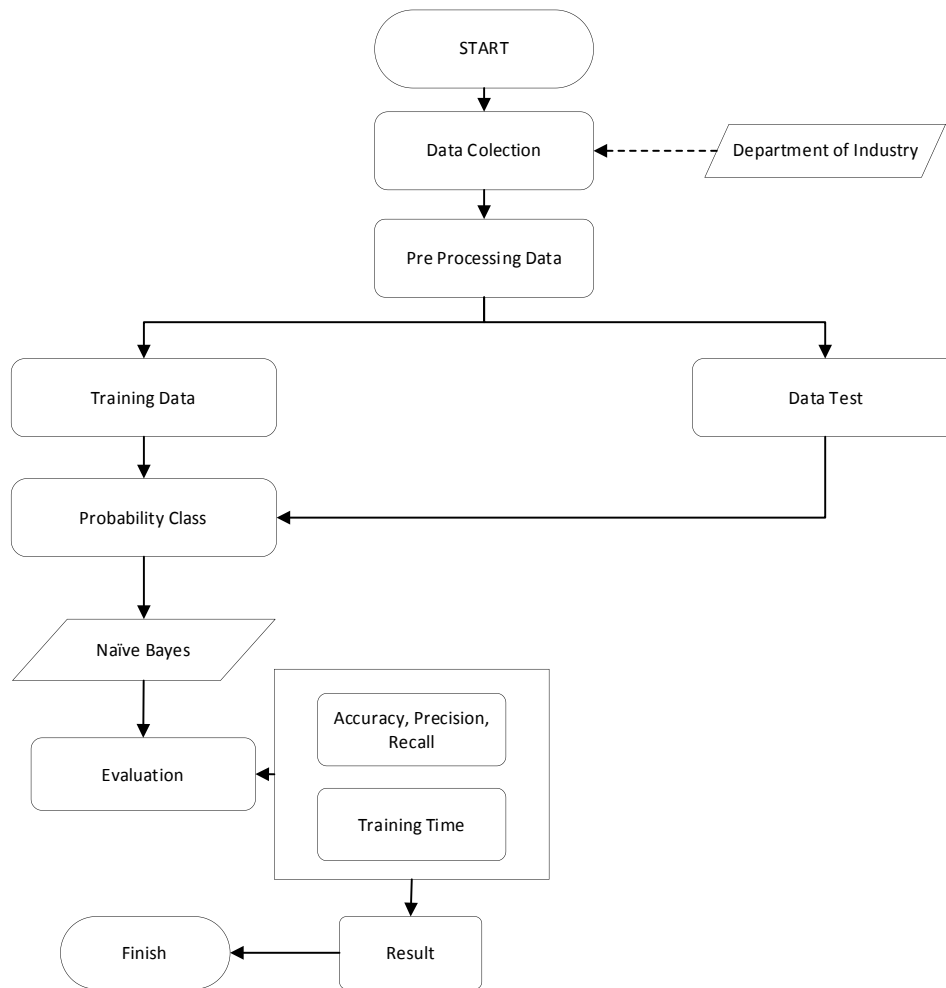 START
Data Colection
Department of Industry
Pre Processing Data
Training Data
Data Test
Probability Class
Naïve Bayes
Accuracy, Precision,
Recall
Evaluation
Training Time
Finish
Result